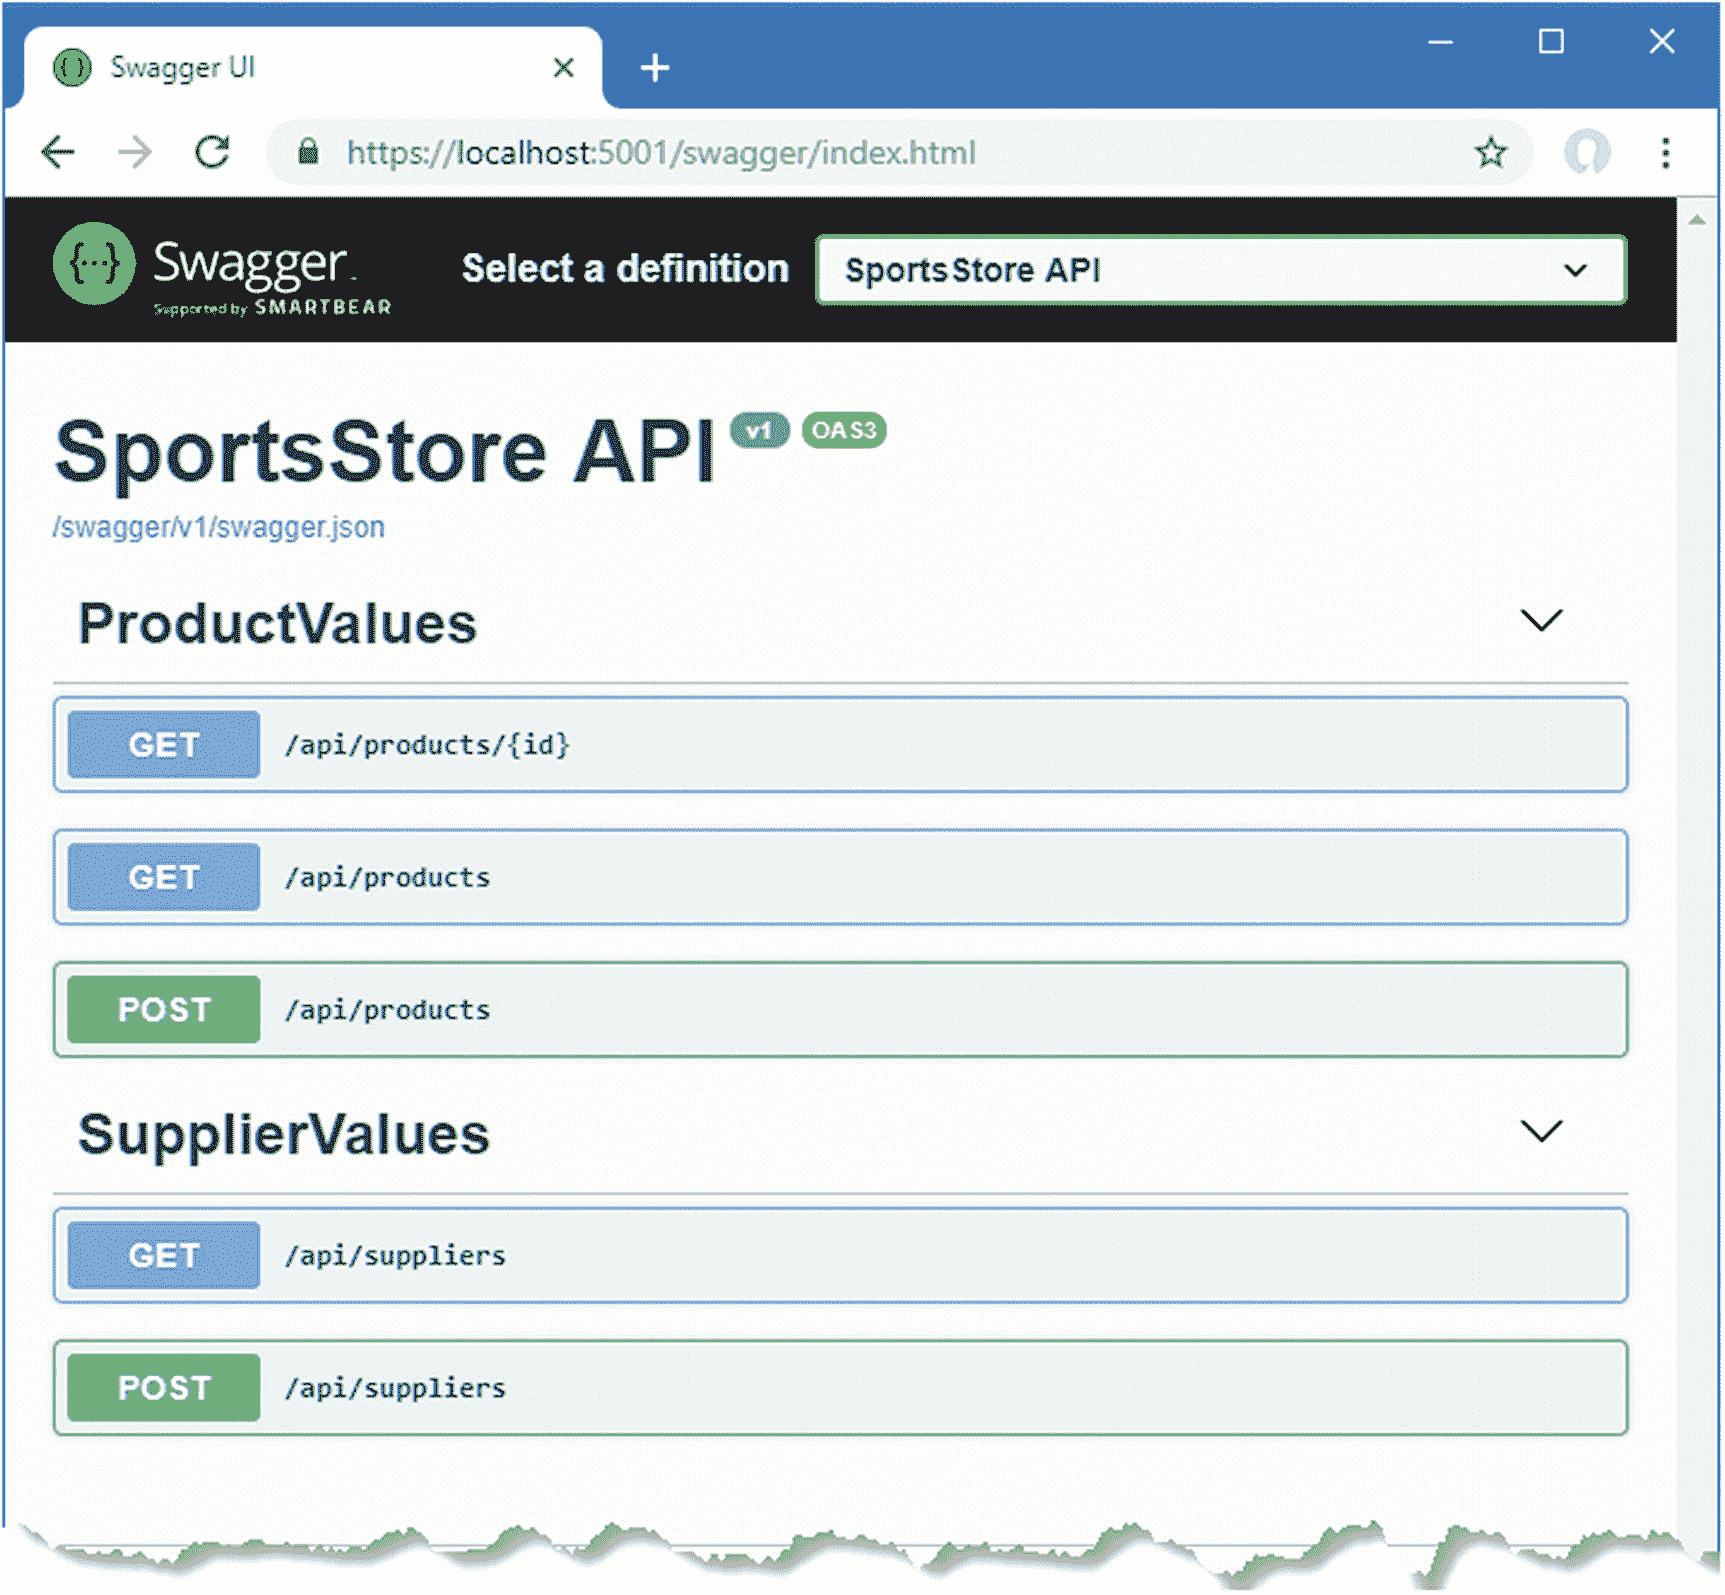 Swagger UI
https://localhost:5001/swagger/index.html
{···} Swagger.
Supported by SMARTBEAR
Select a definition
SportsStore API
SportsStore API v1 OAS3
/swagger/v1/swagger.json
ProductValues
GET /api/products/{id}
GET /api/products
POST /api/products
SupplierValues
GET /api/suppliers
POST /api/suppliers